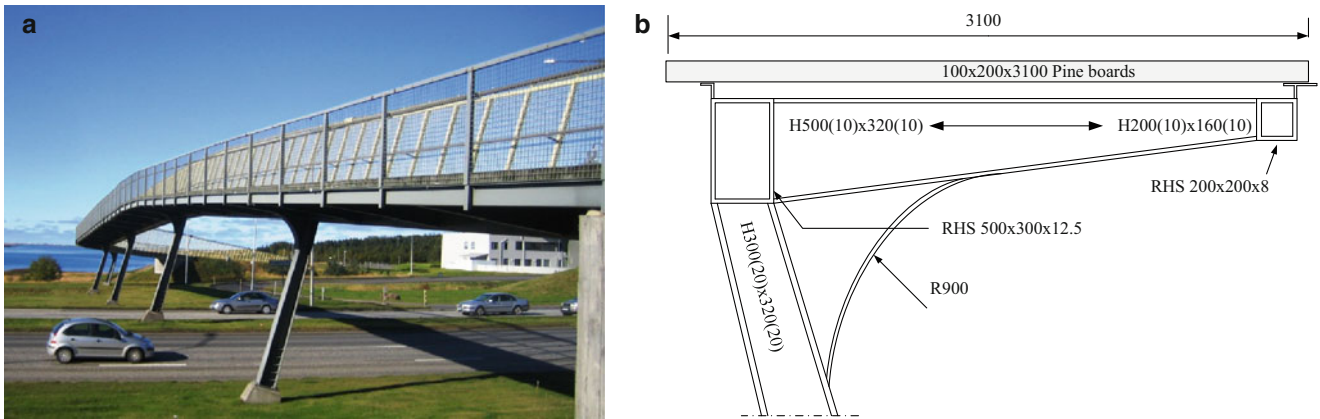 a
b
3100
100x200x3100 Pine boards
H500(10)x320(10)
H200(10)x160(10)
RHS 200x200x8
RHS 500x300x12.5
H300(20)x320(20)
R900